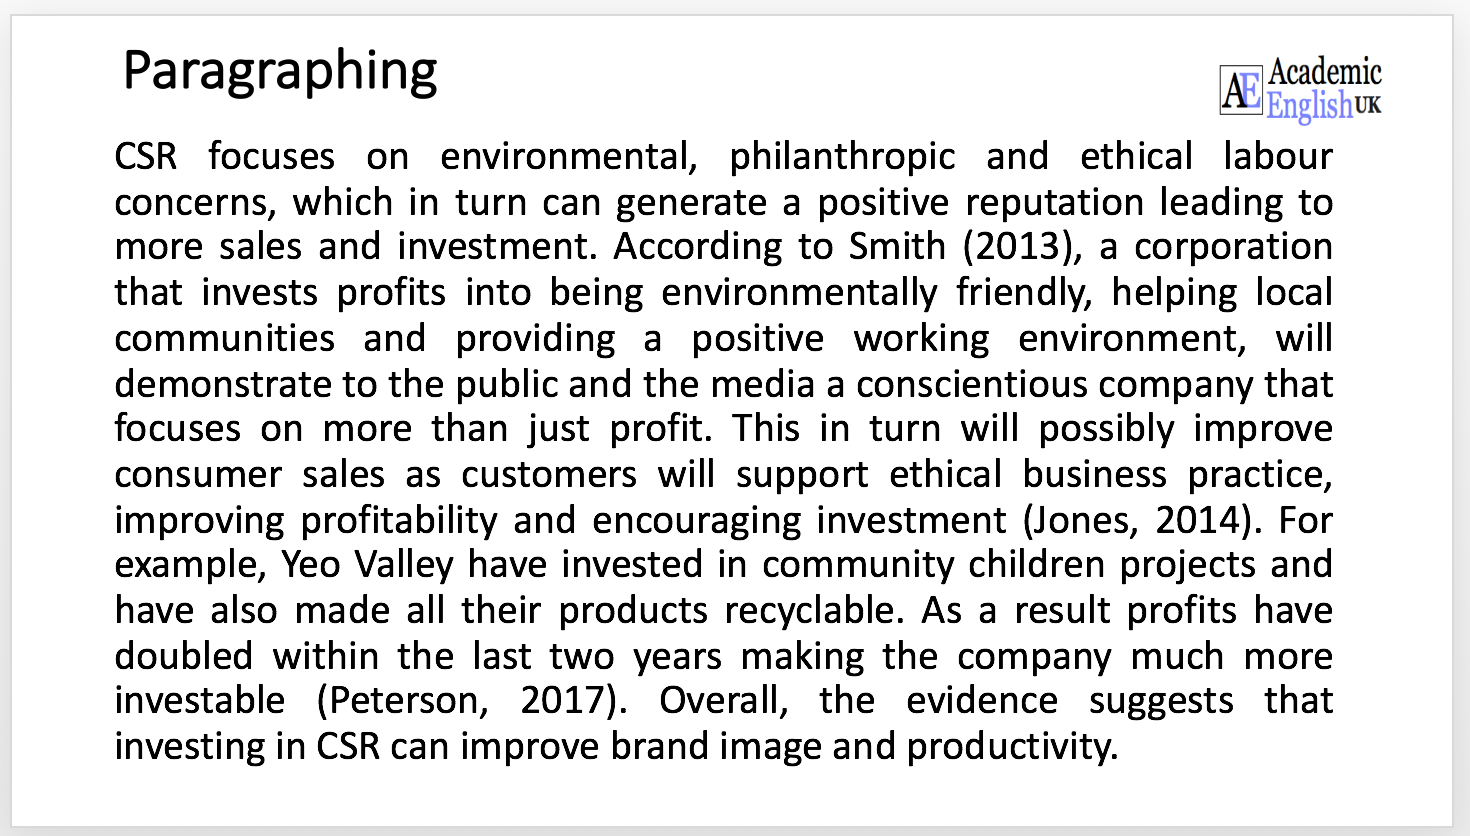 Paragraphing
AE Academic
English UK
CSR focuses on environmental, philanthropic and ethical labour
concerns, which in turn can generate a positive reputation leading to
more sales and investment. According to Smith (2013), a corporation
that invests profits into being environmentally friendly, helping local
communities and providing a positive working environment, will
demonstrate to the public and the media a conscientious company that
focuses on more than just profit. This in turn will possibly improve
consumer sales as customers will support ethical business practice,
improving profitability and encouraging investment (Jones, 2014). For
example, Yeo Valley have invested in community children projects and
have also made all their products recyclable. As a result profits have
doubled within the last two years making the company much more
investable (Peterson, 2017). Overall, the evidence suggests that
investing in CSR can improve brand image and productivity.